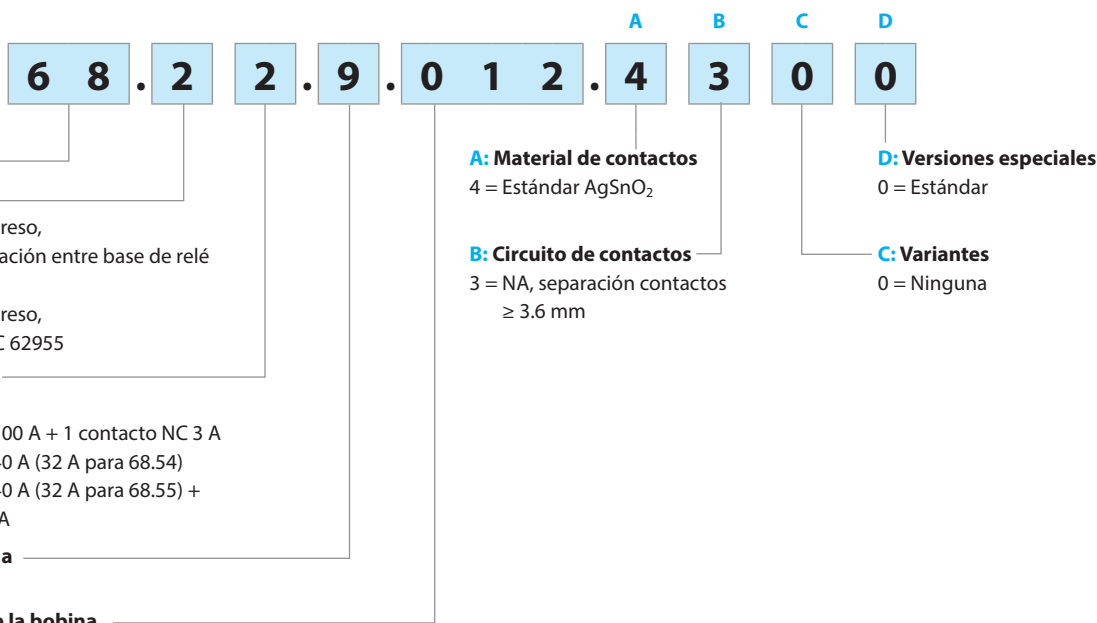 A B C D
6 8 . 2 2 . 9 . 0 1 2 . 4 3 0 0
A: Material de contactos
4 = Estándar AgSnO₂
B: Circuito de contactos
3 = NA, separación contactos
≥ 3.6 mm
D: Versiones especiales
0 = Estándar
C: Variantes
0 = Ninguna
reso,
ación entre base de relé
reso,
C 62955
00 A + 1 contacto NC 3 A
0 A (32 A para 68.54)
0 A (32 A para 68.55) +
A
a
la bobina